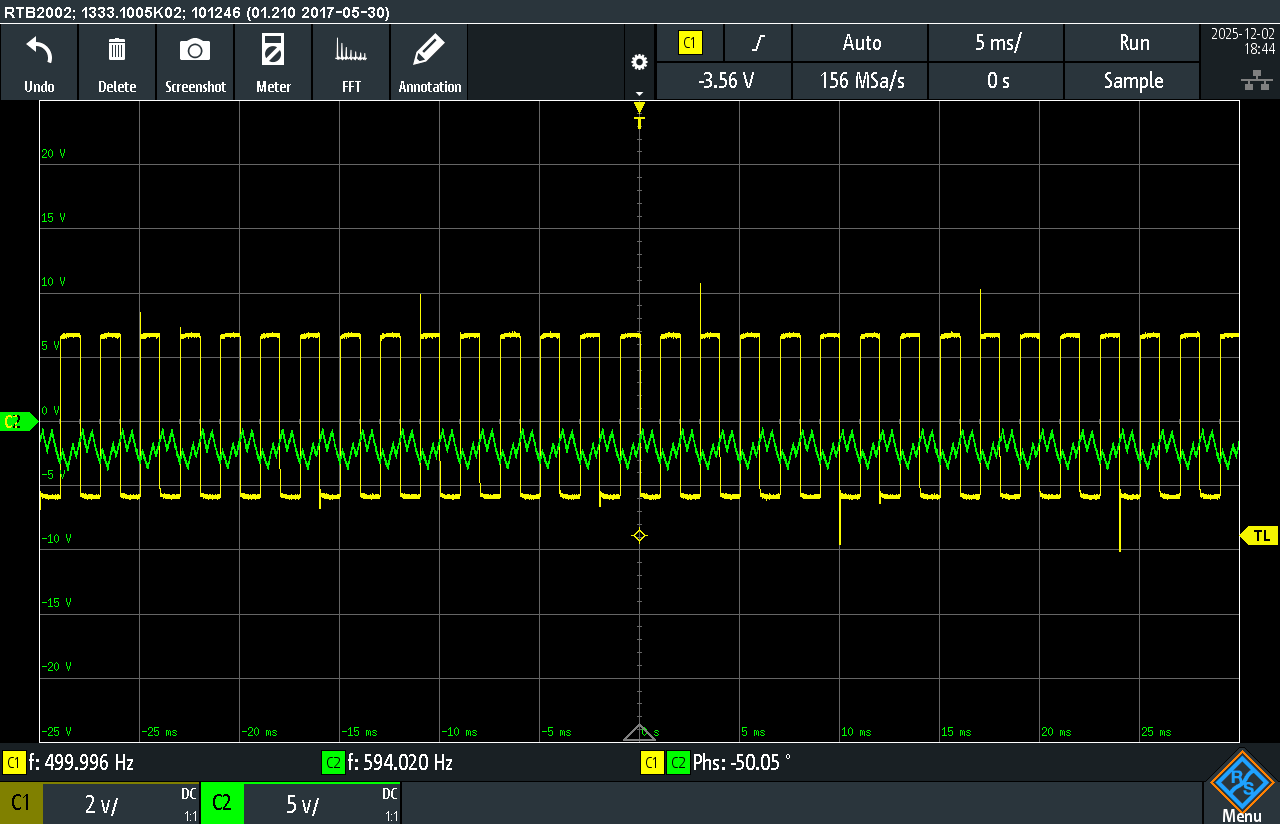 RTB2002; 1333.1005K02; 101246 (01.210 2017-05-30)
Undo Delete Screenshot Meter FFT Annotation
C1 Auto 5 ms/ Run
-3.56 V 156 MSa/s 0 s Sample
2025-12-02
18:44
T
20 V
15 V
10 V
5 V
0 V
C2
-5
-10 V
TL
-15 V
-20 V
-25 V -25 ms -20 ms -15 ms -10 ms -5 ms 0 s 5 ms 10 ms 15 ms 20 ms 25 ms
C1 f: 499.996 Hz C2 f: 594.020 Hz C1 C2 Phs: -50.05 °
C1 2 V/ DC 1:1 C2 5 V/ DC 1:1
R S
Menu